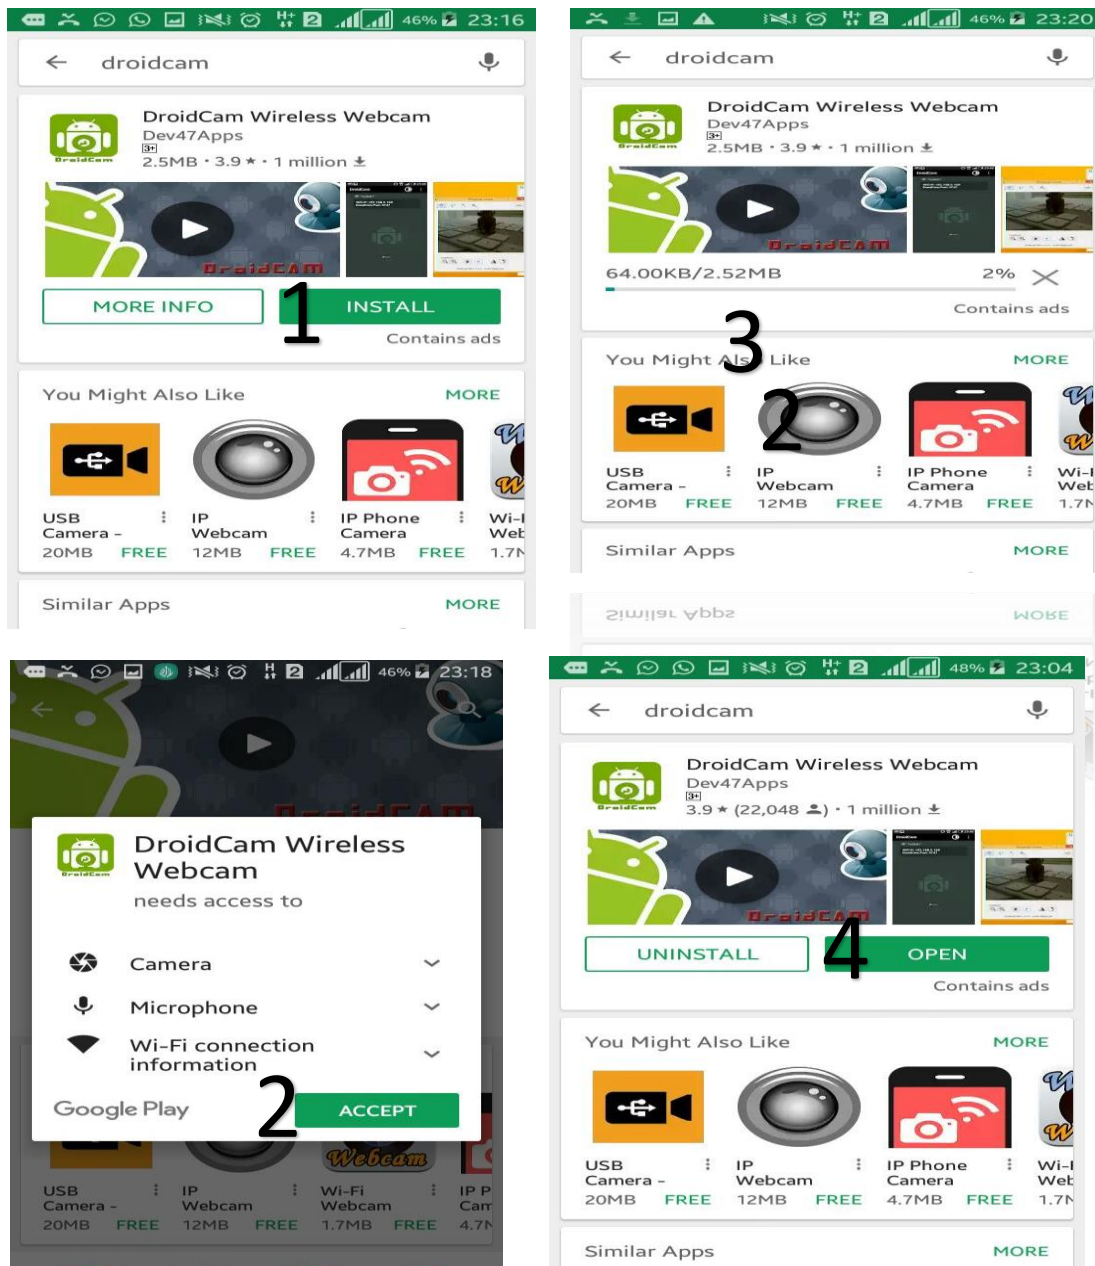 46% 23:16
droidcam
DroidCam Wireless Webcam
Dev47Apps
3+
2.5MB · 3.9 ★ · 1 million
DroidCAM
MORE INFO
1
INSTALL
Contains ads
You Might Also Like
MORE
USB Camera -
20MB FREE
IP Webcam
12MB FREE
IP Phone Camera
4.7MB FREE
Similar Apps
MORE
46% 23:20
droidcam
DroidCam Wireless Webcam
Dev47Apps
3+
2.5MB · 3.9 ★ · 1 million
DroidCAM
64.00KB/2.52MB
2%
Contains ads
3
You Might Also Like
MORE
2
USB Camera -
20MB FREE
IP Webcam
12MB FREE
IP Phone Camera
4.7MB FREE
Similar Apps
MORE
46% 23:18
DroidCAM
DroidCam Wireless
Webcam
needs access to
Camera
Microphone
Wi-Fi connection
information
Google Play
2
ACCEPT
Webcam
USB Camera -
20MB FREE
IP Webcam
12MB FREE
Wi-Fi Webcam
1.7MB FREE
48% 23:04
droidcam
DroidCam Wireless Webcam
Dev47Apps
3+
3.9 ★ (22,048) · 1 million
DroidCAM
UNINSTALL
4
OPEN
Contains ads
You Might Also Like
MORE
USB Camera -
20MB FREE
IP Webcam
12MB FREE
IP Phone Camera
4.7MB FREE
Similar Apps
MORE